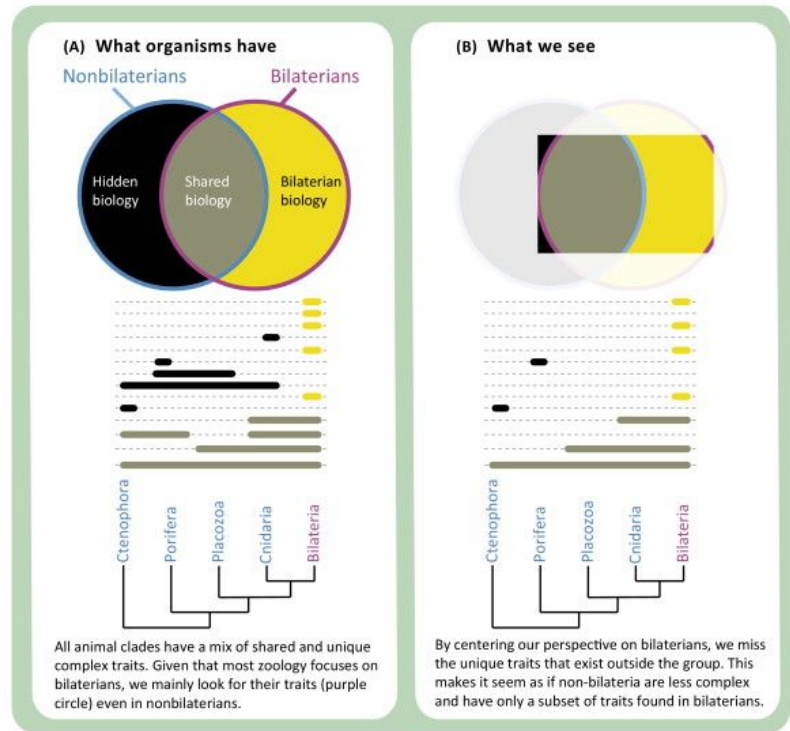 (A) What organisms have
Nonbilaterians
Bilaterians
Hidden
biology
Shared
biology
Bilaterian
biology
Ctenophora
Porifera
Placozoa
Cnidaria
Bilateria
All animal clades have a mix of shared and unique
complex traits. Given that most zoology focuses on
bilaterians, we mainly look for their traits (purple
circle) even in nonbilaterians.
(B) What we see
Ctenophora
Porifera
Placozoa
Cnidaria
Bilateria
By centering our perspective on bilaterians, we miss
the unique traits that exist outside the group. This
makes it seem as if non-bilateria are less complex
and have only a subset of traits found in bilaterians.